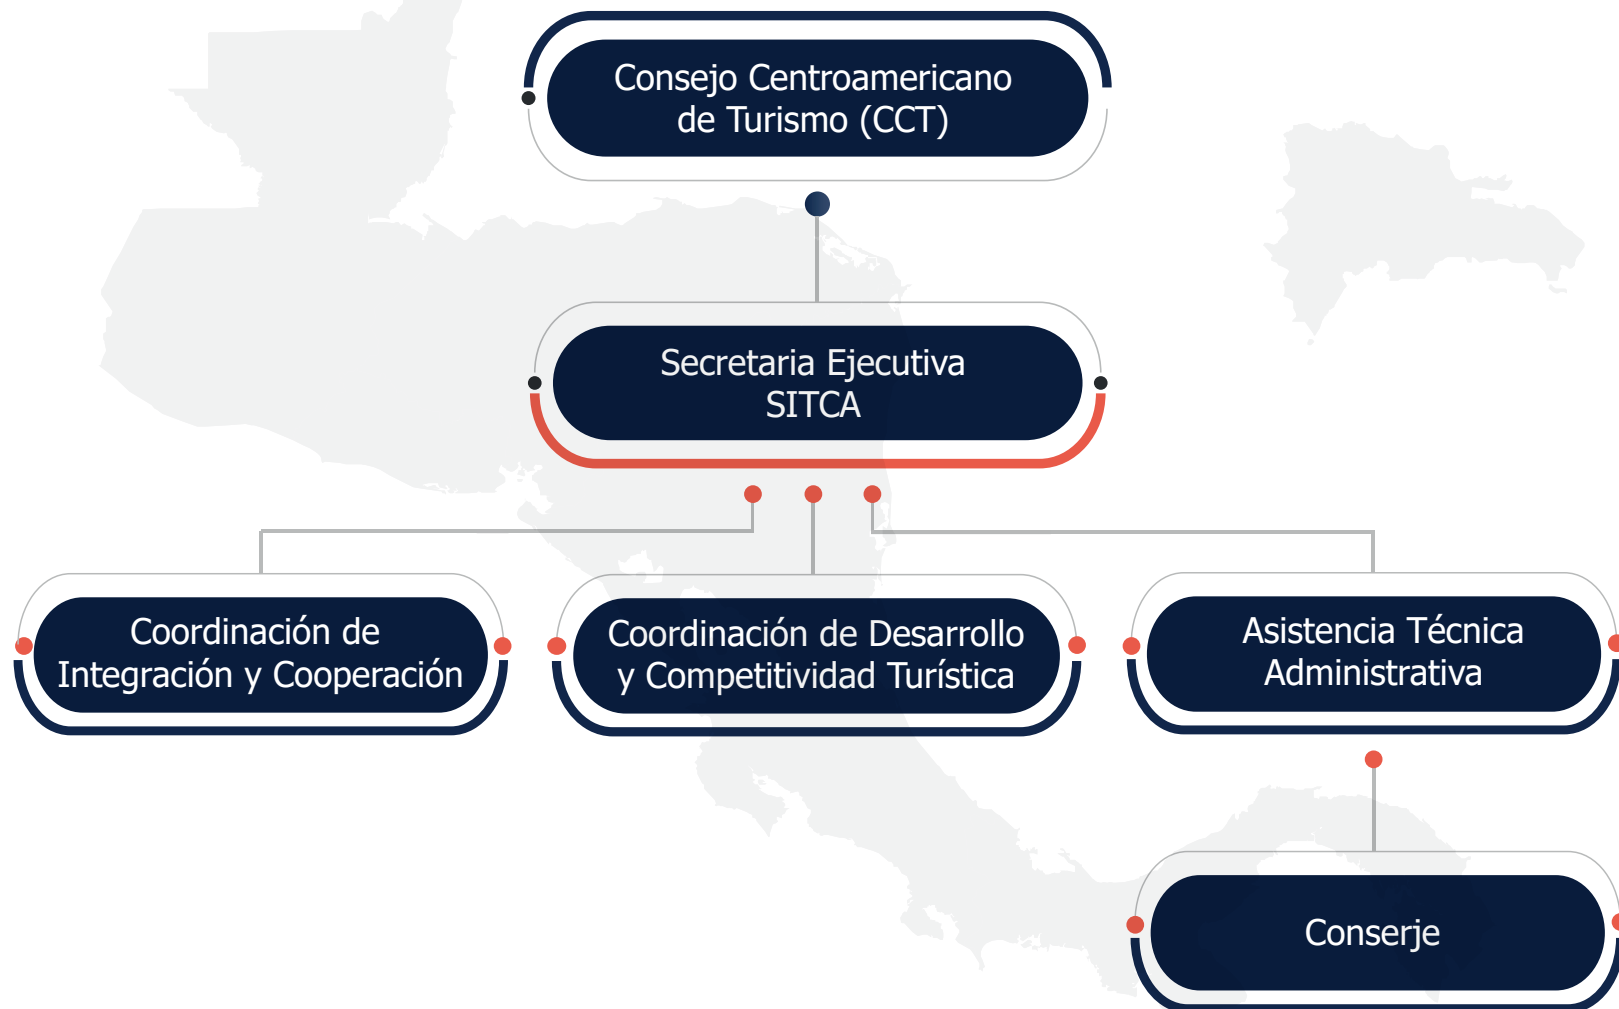 Consejo Centroamericano
de Turismo (CCT)
Secretaria Ejecutiva
SITCA
Coordinación de
Integración y Cooperación
Coordinación de Desarrollo
y Competitividad Turística
Asistencia Técnica
Administrativa
Conserje